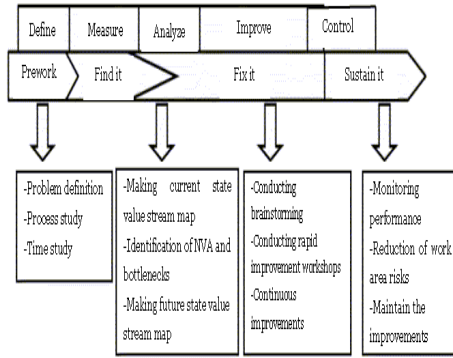 Define Measure Analyze Improve Control
Prework Find it Fix it Sustain it
-Problem definition
-Process study
-Time study
-Making current state
value stream map
-Identification of NVA and
bottlenecks
-Making future state value
stream map
-Conducting
brainstorming
-Conducting rapid
improvement workshops
-Continuous
improvements
-Monitoring
performance
-Reduction of work
area risks
-Maintain the
improvements